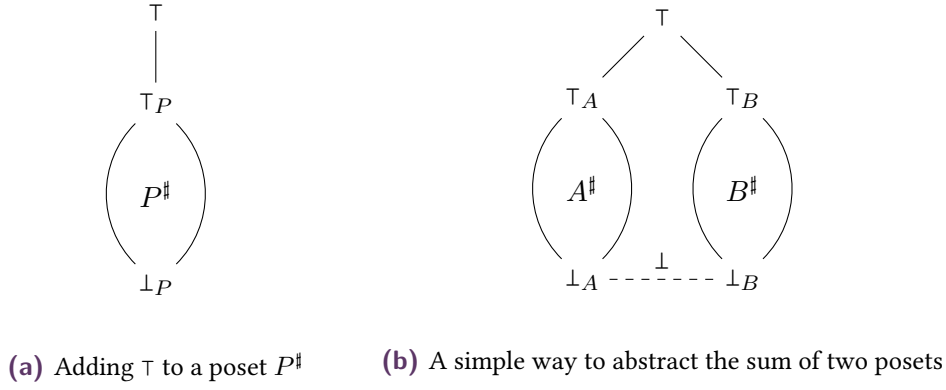 ⊤
⊤
⊤P
⊤A
⊤B
P♯
A♯
B♯
⊥P
⊥A
⊥
⊥B
(a) Adding ⊤ to a poset P♯
(b) A simple way to abstract the sum of two posets